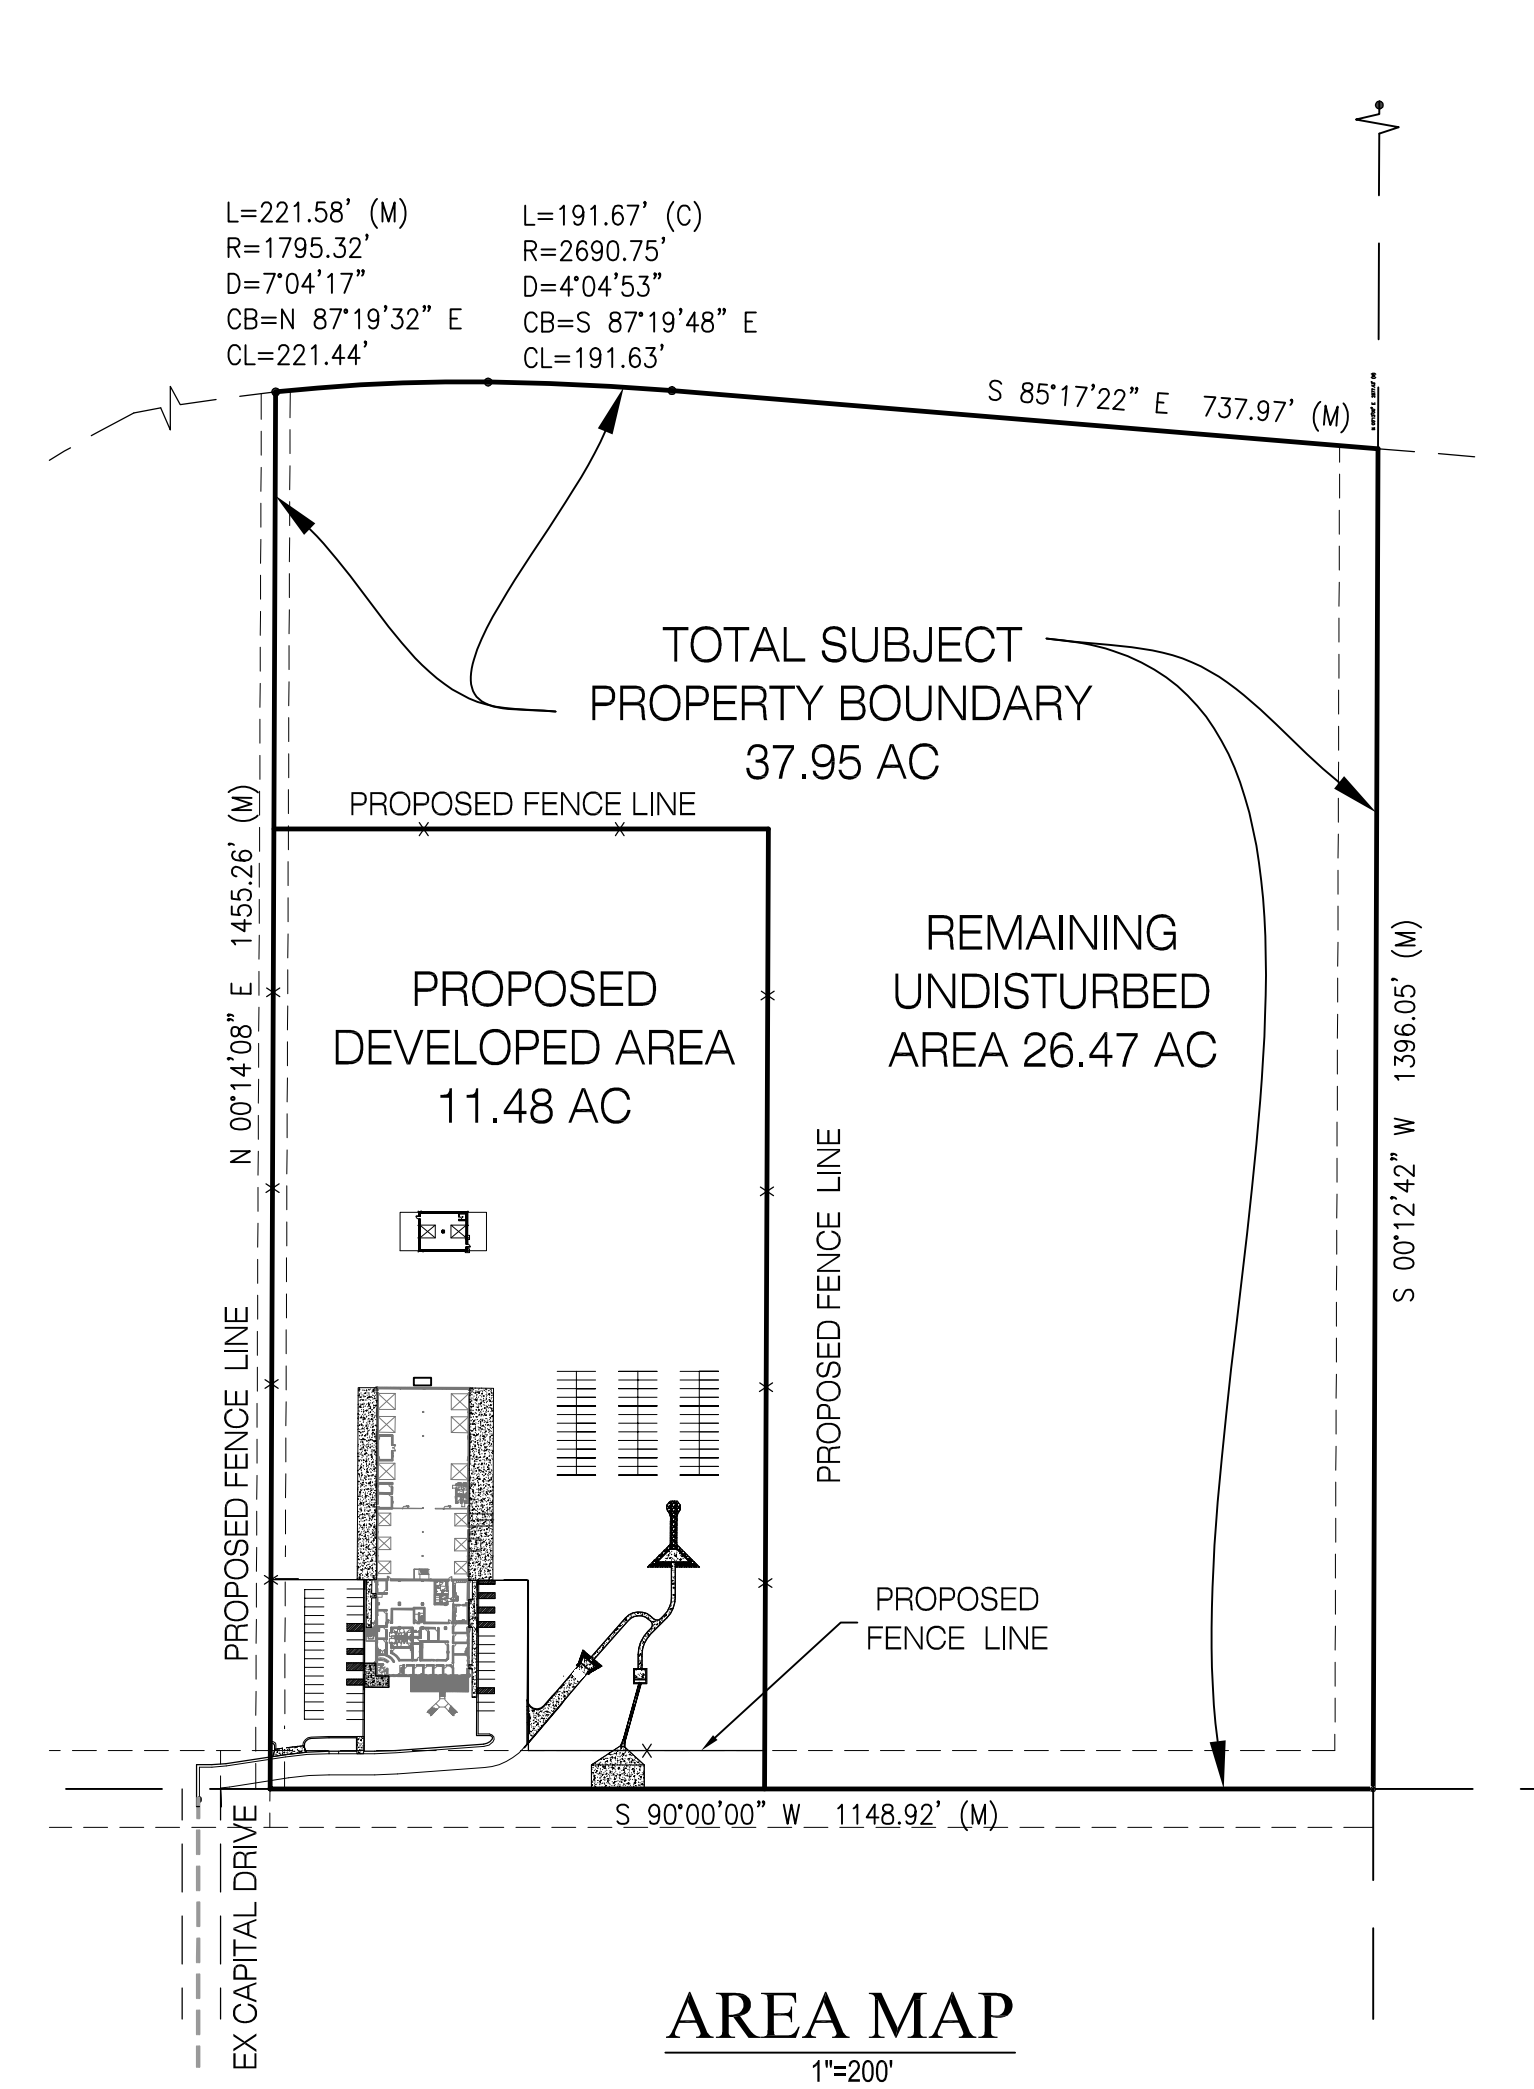 L=221.58' (M)
R=1795.32'
D=7°04'17"
CB=N 87°19'32" E
CL=221.44'
L=191.67' (C)
R=2690.75'
D=4°04'53"
CB=S 87°19'48" E
CL=191.63'
S 85°17'22" E 737.97' (M)
TOTAL SUBJECT
PROPERTY BOUNDARY
37.95 AC
PROPOSED FENCE LINE
N 00°14'08" E 1455.26' (M)
PROPOSED
DEVELOPED AREA
11.48 AC
REMAINING
UNDISTURBED
AREA 26.47 AC
S 00°12'42" W 1396.05' (M)
PROPOSED FENCE LINE
PROPOSED FENCE LINE
PROPOSED
FENCE LINE
S 90°00'00" W 1148.92' (M)
EX CAPITAL DRIVE
AREA MAP
1"=200'